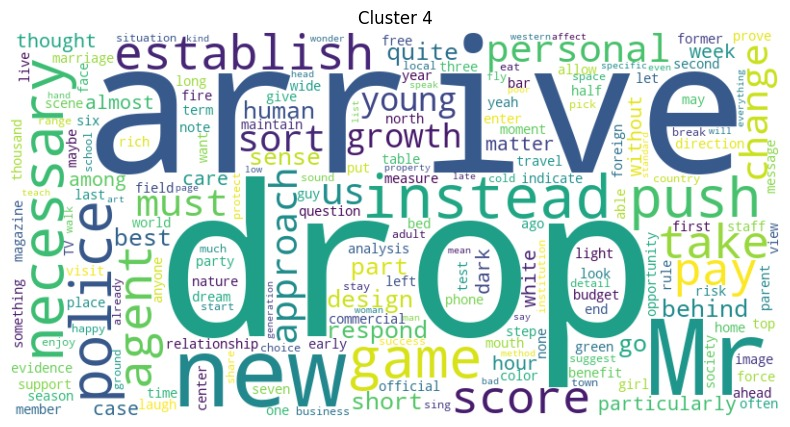 Cluster 4
arrive
drop
establish
personal
necessary
police
agent
instead
push
change
new
Mr
game
score
pay
take
must
us
approach
young
growth
sort
human
sense
quite
week
thought
almost
among
care
best
design
respond
part
short
behind
go
hour
white
dark
matter
without
particularly
case
situation
kind
wonder
free
western
affect
former
prove
marriage
live
face
scene
hand
range
thousand
maybe
six
school
long
term
note
want
rich
wide
fire
give
head
year
local
three
speak
list
yeah
north
maintain
bar
eat
fly
enter
moment
space
half
pick
allow
specific
even
let
second
may
break
will
standard
everything
direction
message
country
foreign
travel
table
put
sound
measure
cold
late
indicate
property
low
protect
guy
question
bed
ago
adult
analysis
mean
test
phone
left
stay
commercial
woman
man
success
choice
early
generation
relationship
nature
dream
start
much
party
world
field
page
last
art
teach
TV
walk
magazine
visit
anyone
something
place
already
happy
enjoy
ground
evidence
support
season
member
time
laugh
share
center
seven
one
business
official
sing
mouth
step
say
bad
method
color
none
institution
green
suggest
benefit
town
girl
light
look
detail
budget
end
rule
risk
opportunity
able
first
staff
view
parent
home
top
society
image
force
ahead
often